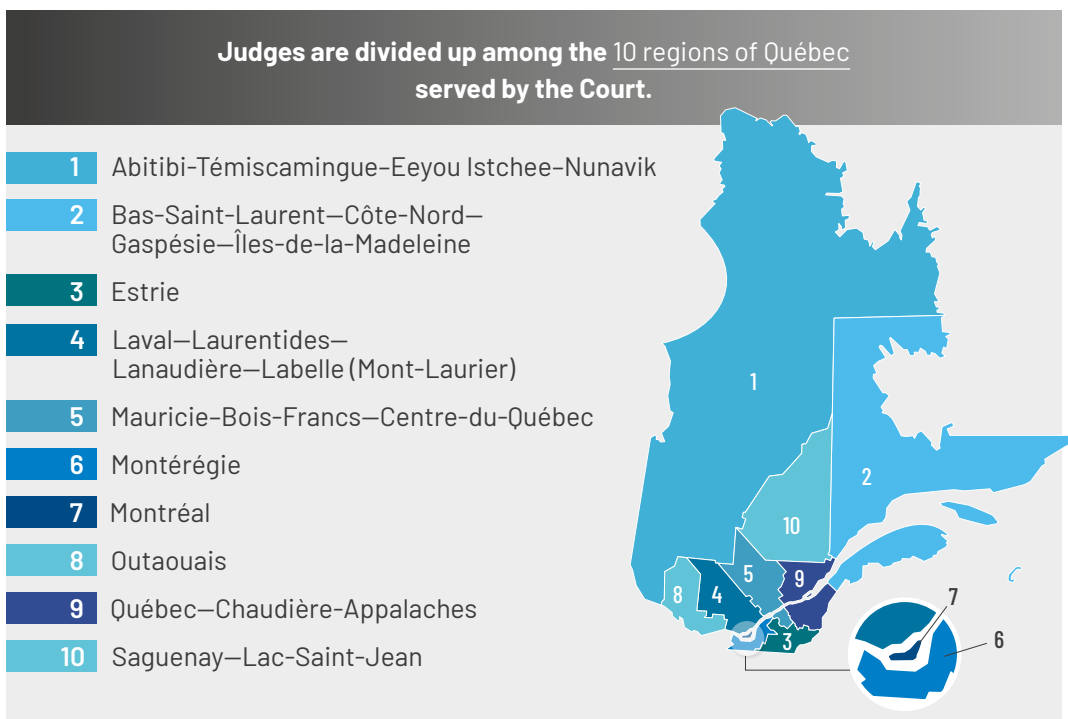 Judges are divided up among the 10 regions of Québec
served by the Court.
1 Abitibi-Témiscamingue–Eeyou Istchee–Nunavik
2 Bas-Saint-Laurent—Côte-Nord—
Gaspésie—Îles-de-la-Madeleine
3 Estrie
4 Laval—Laurentides—
Lanaudière—Labelle (Mont-Laurier)
5 Mauricie–Bois-Francs—Centre-du-Québec
6 Montérégie
7 Montréal
8 Outaouais
9 Québec—Chaudière-Appalaches
10 Saguenay—Lac-Saint-Jean
1
2
10
5
9
8
4
3
7
6